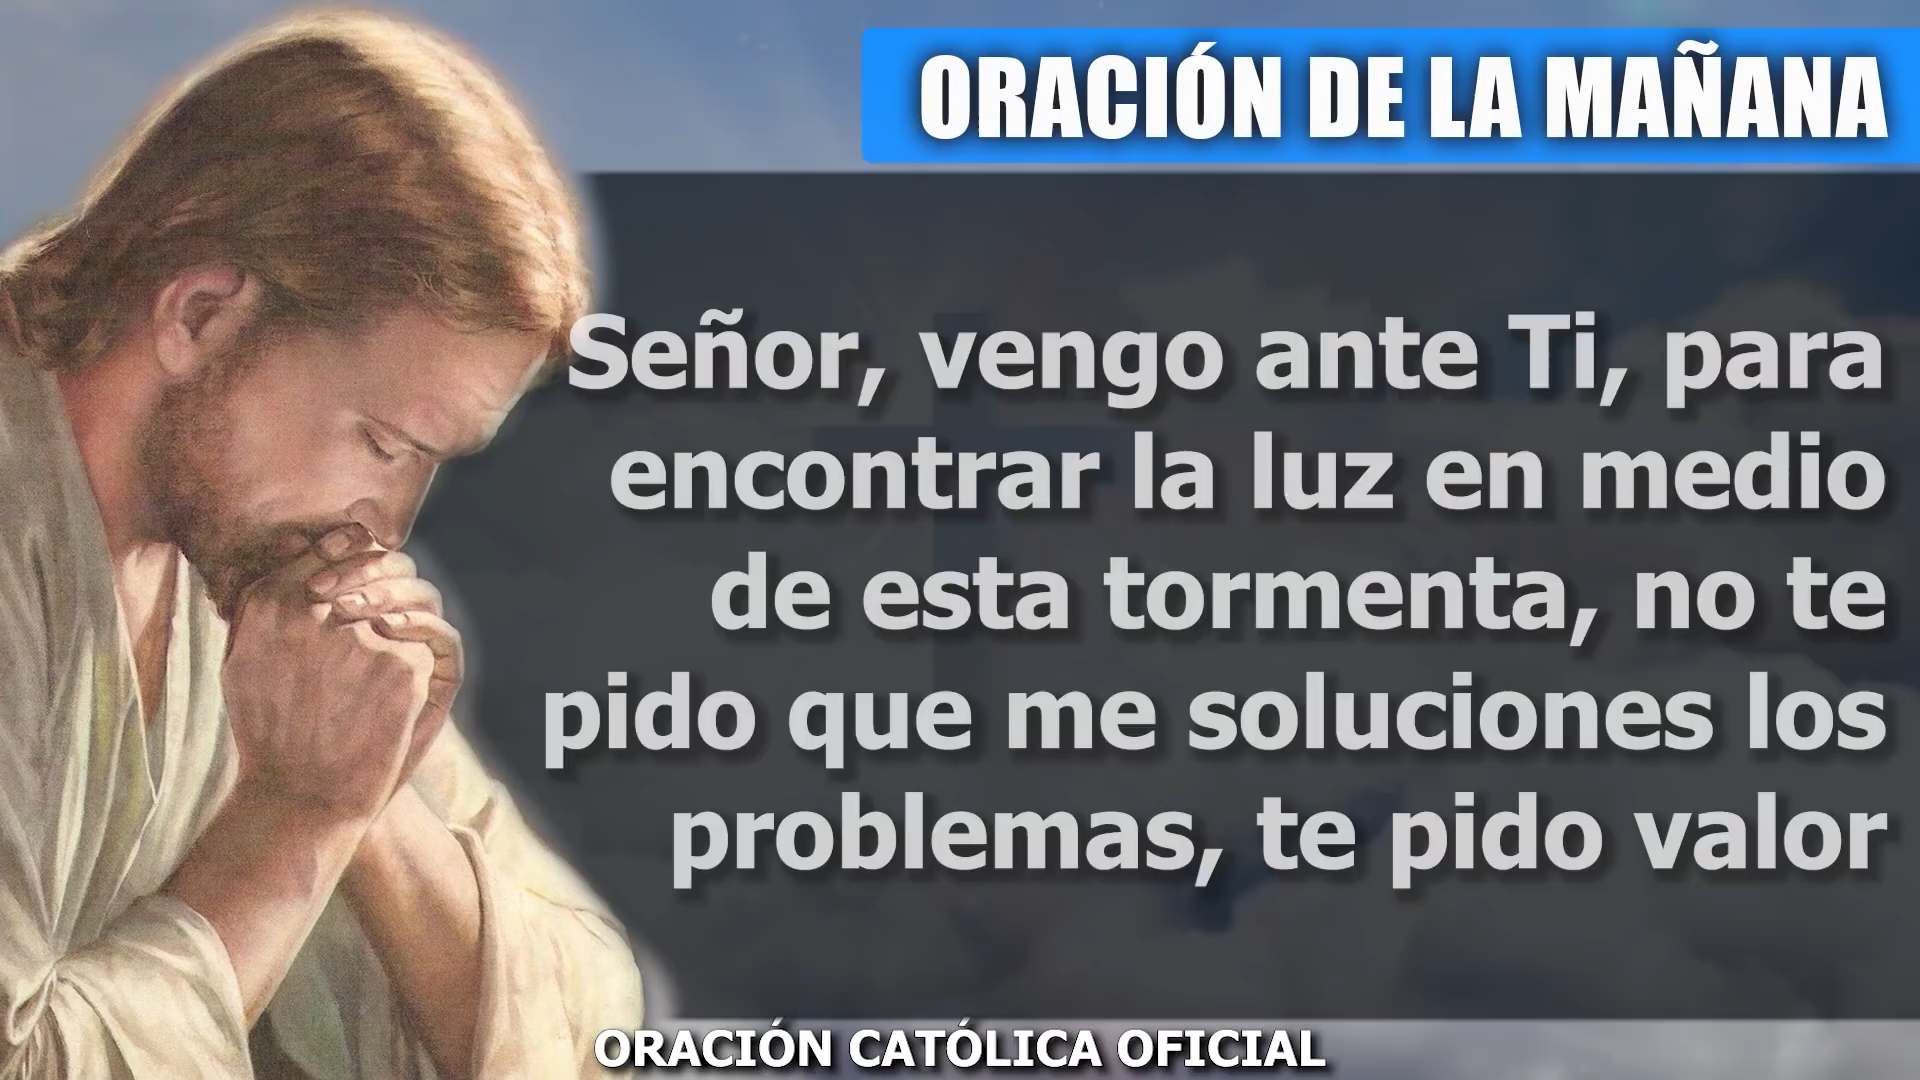 ORACIÓN DE LA MAÑANA
Señor, vengo ante Ti, para
encontrar la luz en medio
de esta tormenta, no te
pido que me soluciones los
problemas, te pido valor
ORACIÓN CATÓLICA OFICIAL